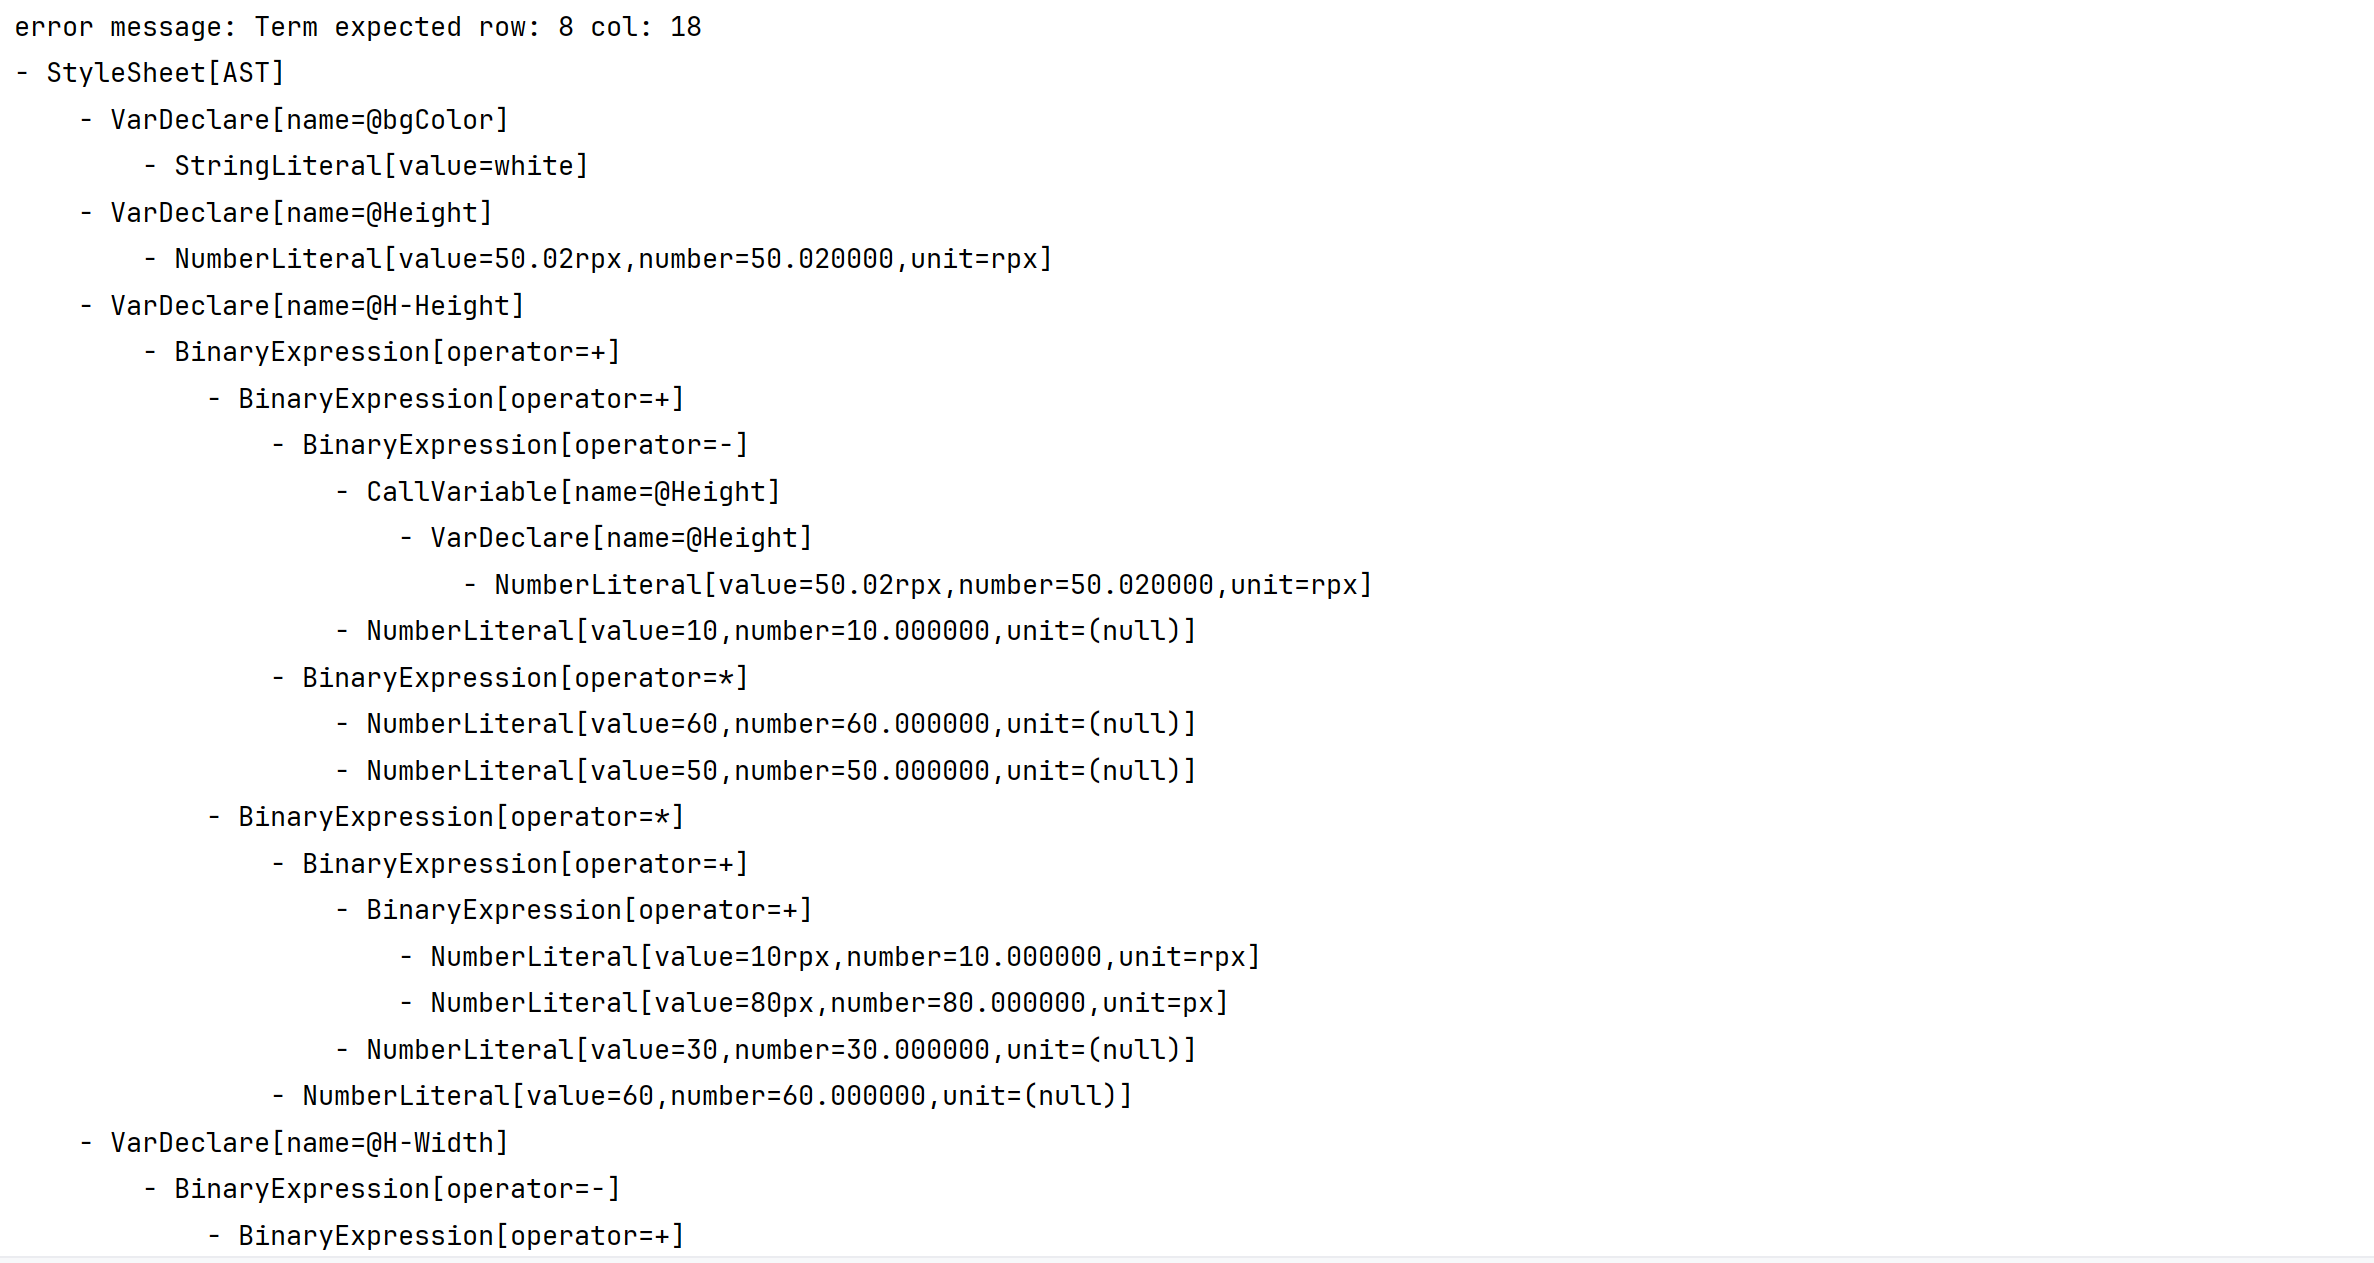 error message: Term expected row: 8 col: 18
- StyleSheet[AST]
    - VarDeclare[name=@bgColor]
        - StringLiteral[value=white]
    - VarDeclare[name=@Height]
        - NumberLiteral[value=50.02rpx,number=50.020000,unit=rpx]
    - VarDeclare[name=@H-Height]
        - BinaryExpression[operator=+]
            - BinaryExpression[operator=+]
                - BinaryExpression[operator=-]
                    - CallVariable[name=@Height]
                        - VarDeclare[name=@Height]
                            - NumberLiteral[value=50.02rpx,number=50.020000,unit=rpx]
                    - NumberLiteral[value=10,number=10.000000,unit=(null)]
                - BinaryExpression[operator=*]
                    - NumberLiteral[value=60,number=60.000000,unit=(null)]
                    - NumberLiteral[value=50,number=50.000000,unit=(null)]
            - BinaryExpression[operator=*]
                - BinaryExpression[operator=+]
                    - BinaryExpression[operator=+]
                        - NumberLiteral[value=10rpx,number=10.000000,unit=rpx]
                        - NumberLiteral[value=80px,number=80.000000,unit=px]
                    - NumberLiteral[value=30,number=30.000000,unit=(null)]
                - NumberLiteral[value=60,number=60.000000,unit=(null)]
    - VarDeclare[name=@H-Width]
        - BinaryExpression[operator=-]
            - BinaryExpression[operator=+]